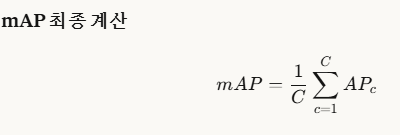 mAP 최종 계산
mAP = \frac{1}{C} \sum_{c=1}^{C} AP_c